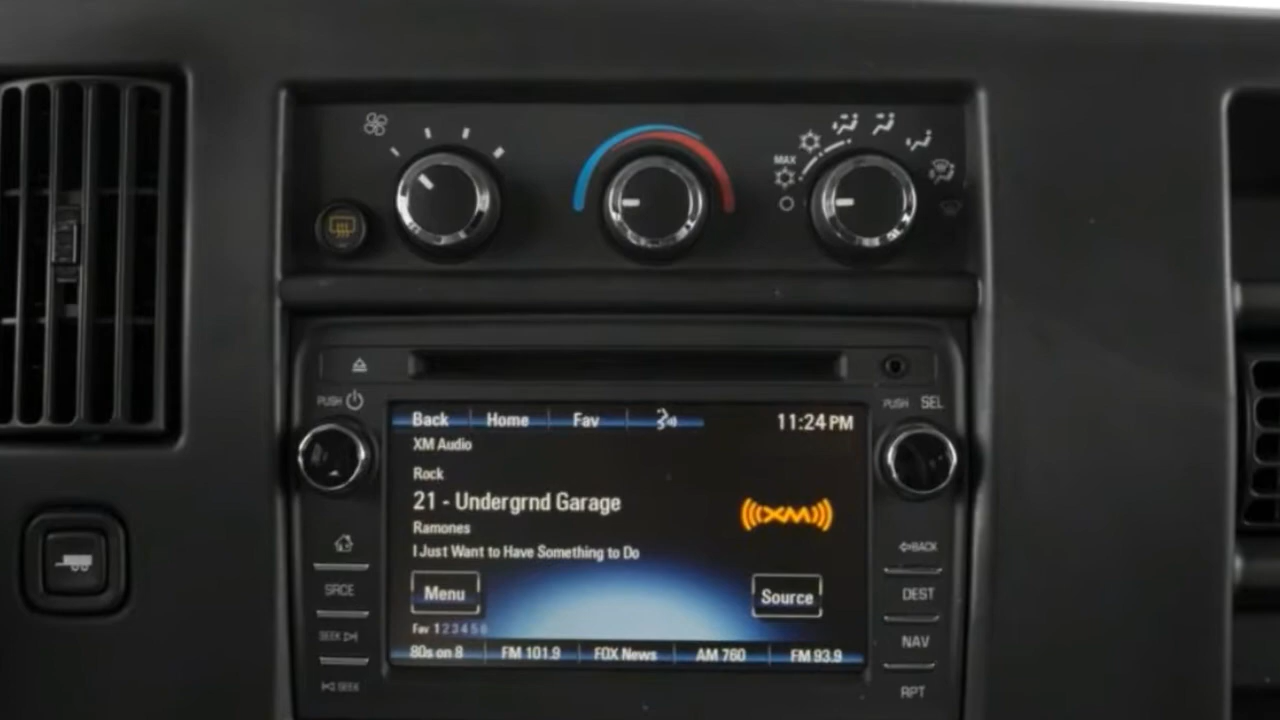 MAX
PUSH
PUSH SEL
Back Home Fav 11:24 PM
XM Audio
Rock
21 - Undergrnd Garage
((XM))
Ramones
I Just Want to Have Something to Do
BACK
SRCE
Menu
Source
DEST
Fav 1 2 3 4 5 6
SEEK
NAV
80s on 8 FM 101.9 FOX News AM 760 FM 93.9
SEEK
RPT